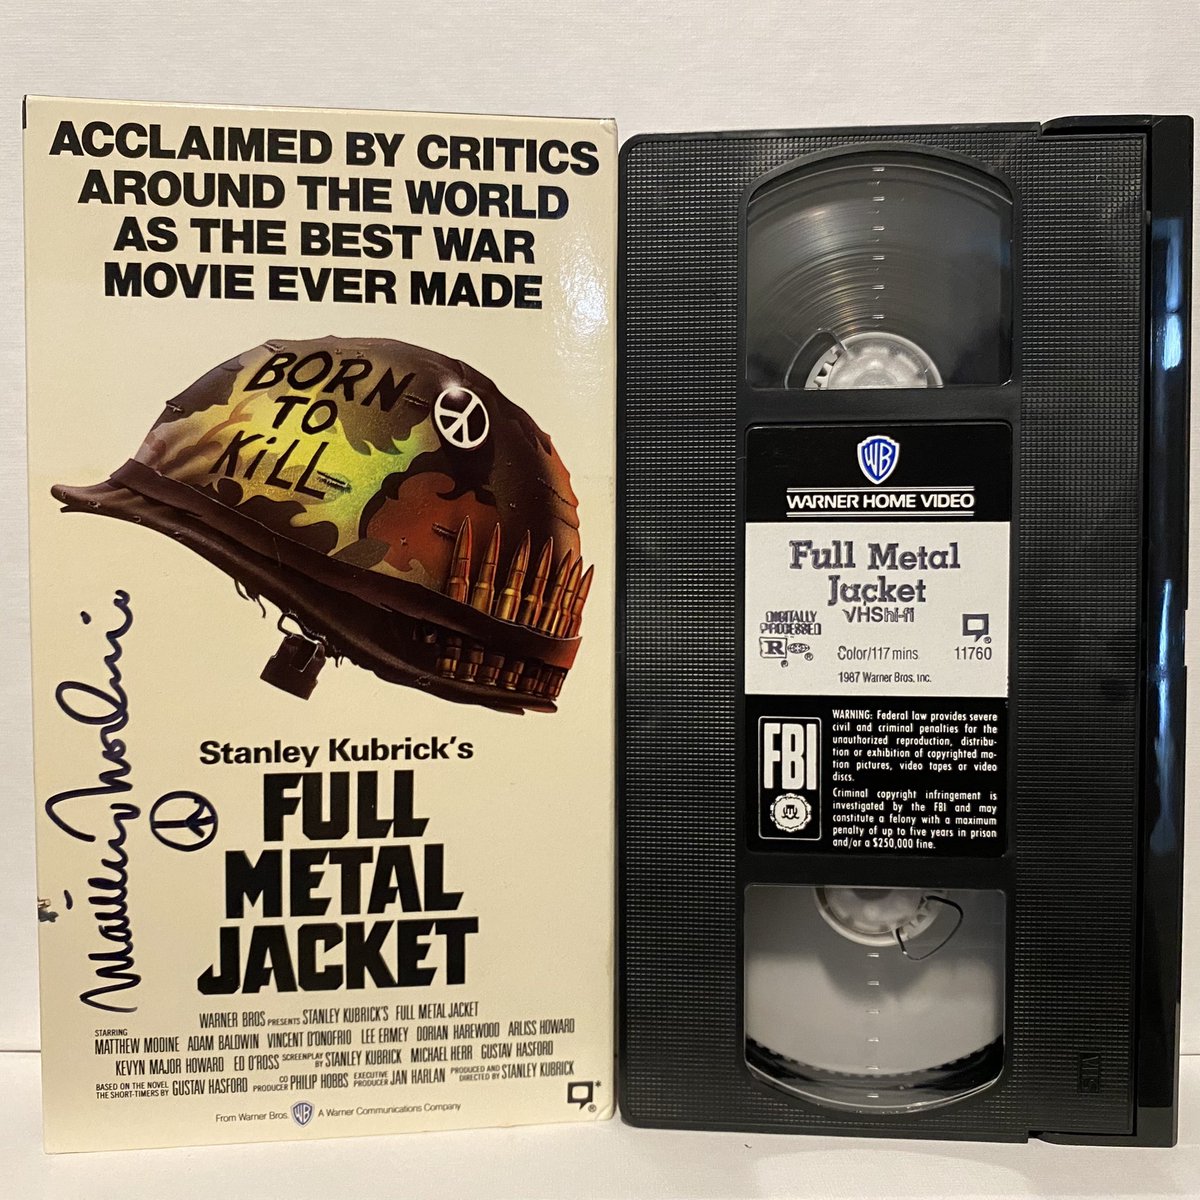 ACCLAIMED BY CRITICS
AROUND THE WORLD
AS THE BEST WAR
MOVIE EVER MADE
BORN
TO
KiLL
Stanley Kubrick's
FULL
METAL
JACKET
WARNER BROS PRESENTS STANLEY KUBRICK'S FULL METAL JACKET
STARRING
MATTHEW MODINE ADAM BALDWIN VINCENT D'ONOFRIO LEE ERMEY DORIAN HAREWOOD ARLISS HOWARD
KEVYN MAJOR HOWARD ED O'ROSS SCREENPLAY BY STANLEY KUBRICK MICHAEL HERR GUSTAV HASFORD
BASED ON THE NOVEL THE SHORT-TIMERS BY GUSTAV HASFORD CO PRODUCER PHILIP HOBBS EXECUTIVE PRODUCER JAN HARLAN PRODUCED AND DIRECTED BY STANLEY KUBRICK
From Warner Bros. WB A Warner Communications Company
WB
WARNER HOME VIDEO
Full Metal
Jacket
VHS hi-fi
DIGITALLY
PROCESSED
R
Color/117 mins
11760
1987 Warner Bros. Inc.
FBI
WARNING: Federal law provides severe
civil and criminal penalties for the
unauthorized reproduction, distribu-
tion or exhibition of copyrighted mo-
tion pictures, video tapes or video
discs.
Criminal copyright infringement is
investigated by the FBI and may
constitute a felony with a maximum
penalty of up to five years in prison
and/or a $250,000 fine.